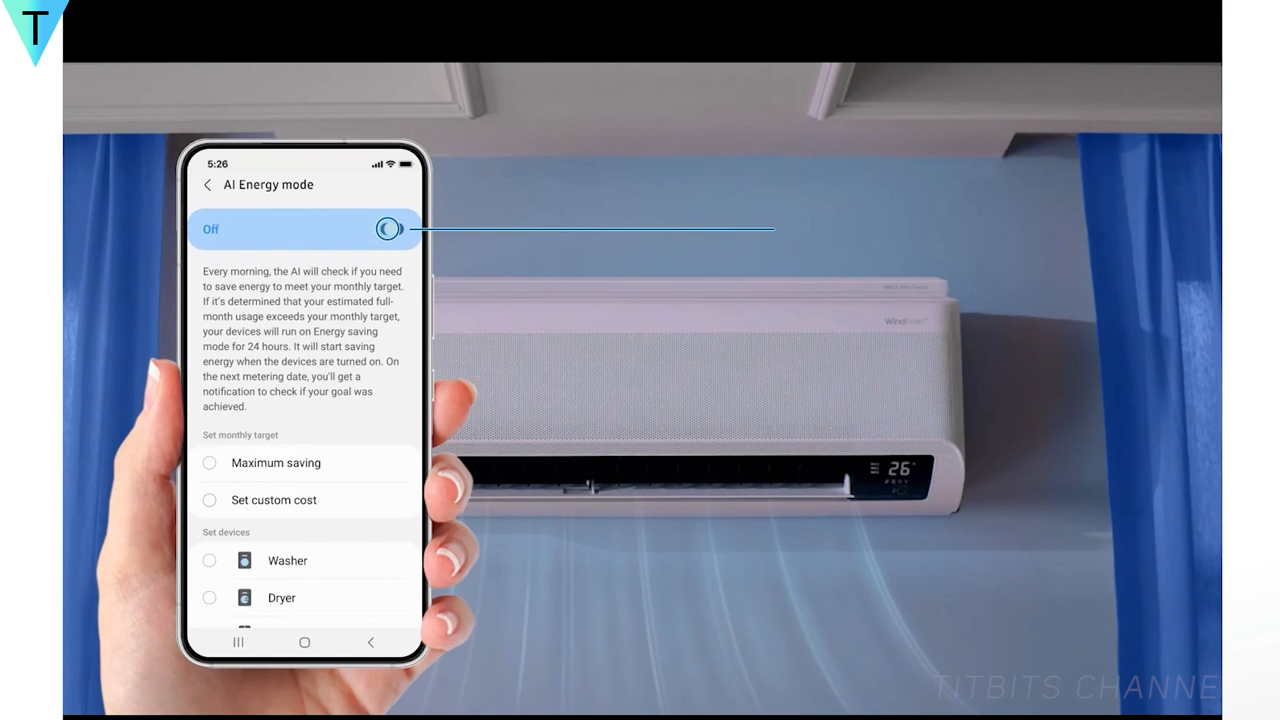 T
5:26
AI Energy mode
Off
Every morning, the AI will check if you need
to save energy to meet your monthly target.
If it's determined that your estimated full-
month usage exceeds your monthly target,
your devices will run on Energy saving
mode for 24 hours. It will start saving
energy when the devices are turned on. On
the next metering date, you'll get a
notification to check if your goal was
achieved.
Set monthly target
Maximum saving
Set custom cost
Set devices
Washer
Dryer
WindFree™
26°
TITBITS CHANNE